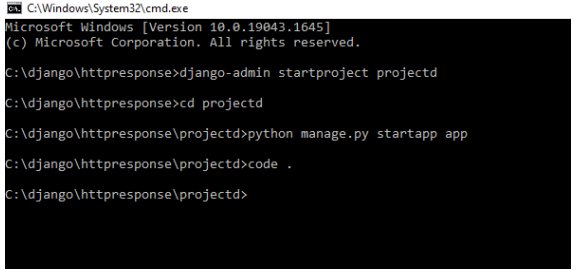 C:\Windows\System32\cmd.exe
Microsoft Windows [Version 10.0.19043.1645]
(c) Microsoft Corporation. All rights reserved.
C:\django\httpresponse>django-admin startproject projectd
C:\django\httpresponse>cd projectd
C:\django\httpresponse\projectd>python manage.py startapp app
C:\django\httpresponse\projectd>code .
C:\django\httpresponse\projectd>